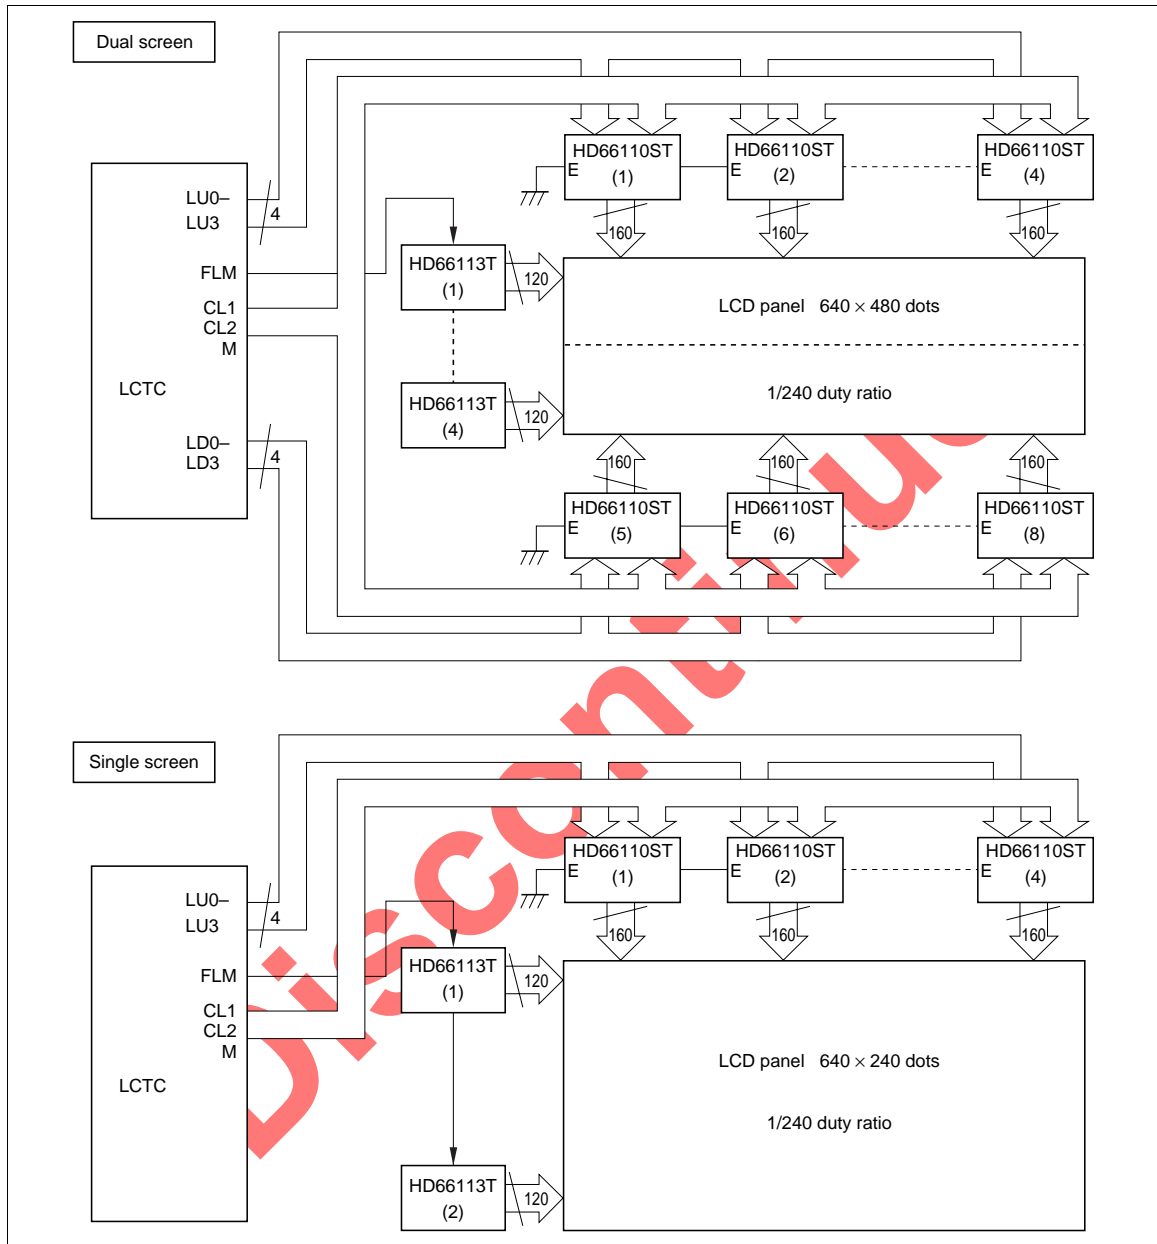 Dual screen
HD66110ST
(1)
E
HD66110ST
(2)
E
HD66110ST
(4)
E
LU0–
LU3
4
160
160
160
FLM
HD66113T
(1)
120
CL1
CL2
M
LCD panel 640 × 480 dots
LCTC
HD66113T
(4)
120
1/240 duty ratio
LD0–
LD3
4
160
160
160
HD66110ST
(5)
E
HD66110ST
(6)
E
HD66110ST
(8)
E
Discontinued
Single screen
HD66110ST
(1)
E
HD66110ST
(2)
E
HD66110ST
(4)
E
LU0–
LU3
4
160
160
160
FLM
HD66113T
(1)
120
CL1
CL2
M
LCD panel 640 × 240 dots
LCTC
1/240 duty ratio
HD66113T
(2)
120